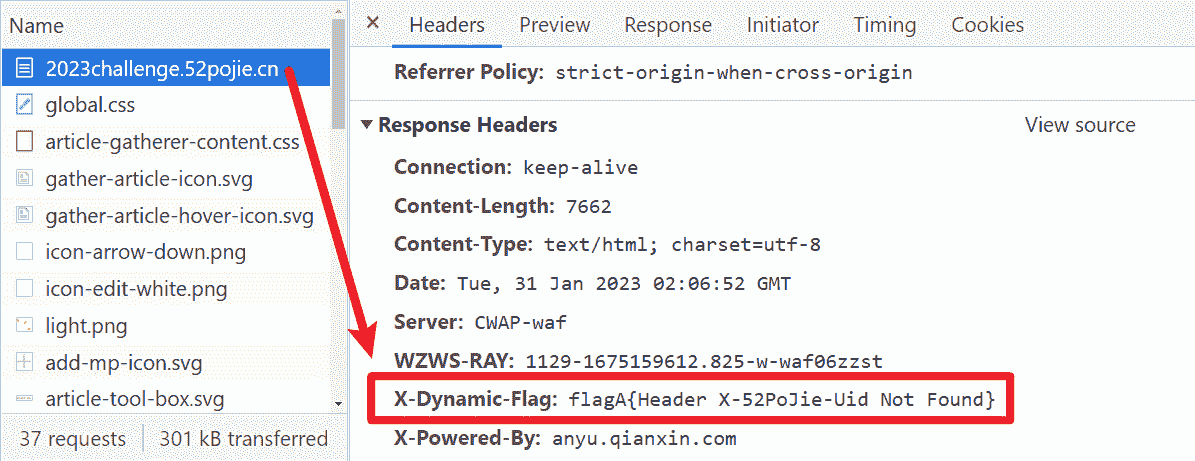 Name
2023challenge.52pojie.cn
global.css
article-gatherer-content.css
gather-article-icon.svg
gather-article-hover-icon.svg
icon-arrow-down.png
icon-edit-white.png
light.png
add-mp-icon.svg
article-tool-box.svg
37 requests 301 kB transferred
× Headers Preview Response Initiator Timing Cookies
Referrer Policy: strict-origin-when-cross-origin
Response Headers View source
Connection: keep-alive
Content-Length: 7662
Content-Type: text/html; charset=utf-8
Date: Tue, 31 Jan 2023 02:06:52 GMT
Server: CWAP-waf
WZWS-RAY: 1129-1675159612.825-w-waf06zzst
X-Dynamic-Flag: flagA{Header X-52PoJie-Uid Not Found}
X-Powered-By: anyu.qianxin.com